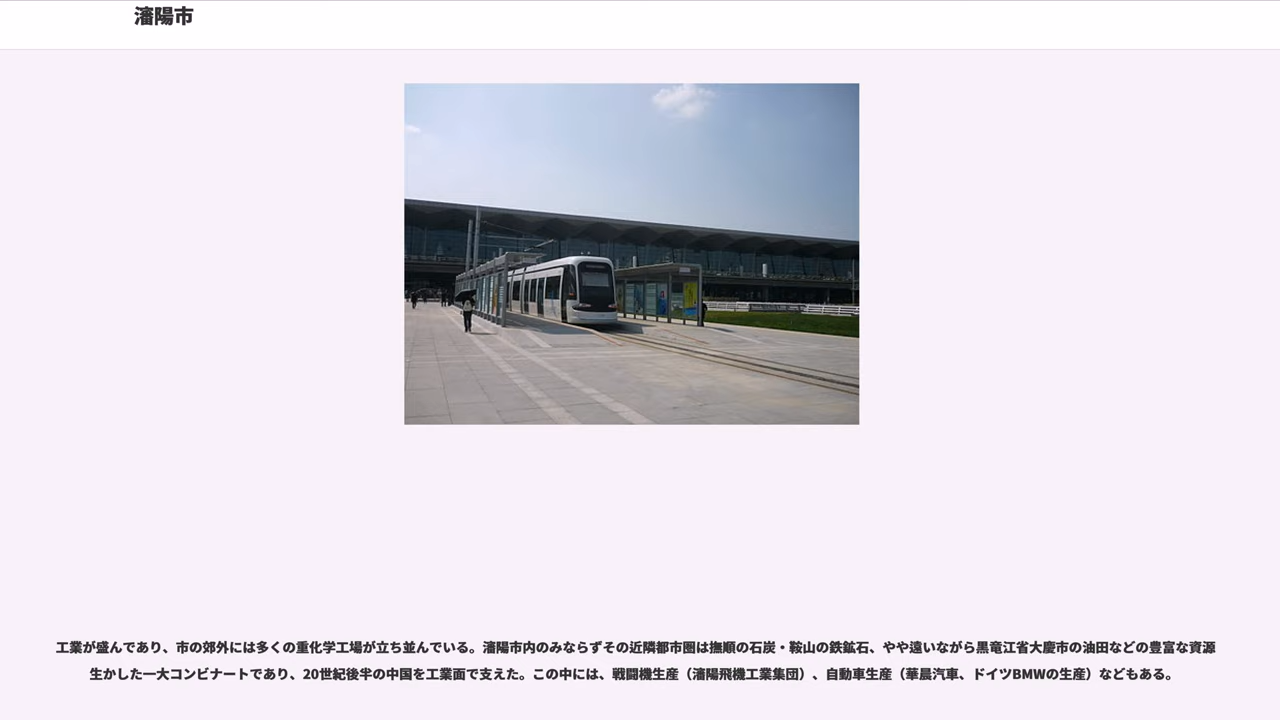 瀋陽市
工業が盛んであり、市の郊外には多くの重化学工場が立ち並んでいる。瀋陽市内のみならずその近隣都市圏は撫順の石炭・鞍山の鉄鉱石、やや遠いながら黒竜江省大慶市の油田などの豊富な資源
生かした一大コンビナートであり、20世紀後半の中国を工業面で支えた。この中には、戦闘機生産（瀋陽飛機工業集団）、自動車生産（華晨汽車、ドイツBMWの生産）などもある。